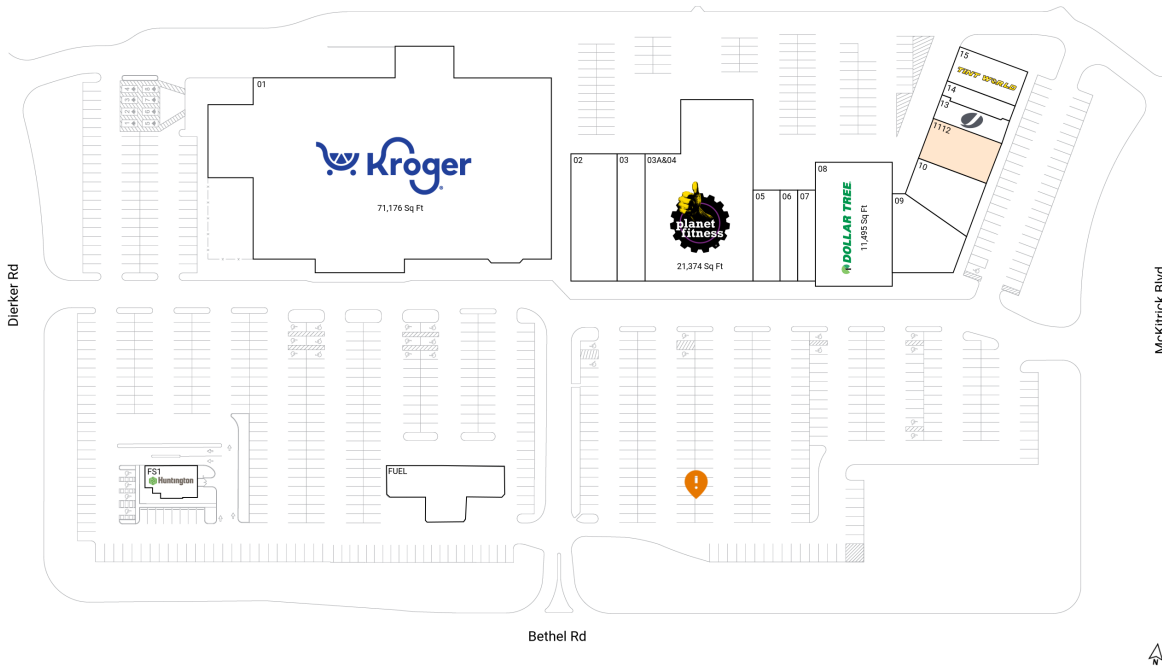 15
TINT WORLD
01
14
13
1112
Kroger
02
03
03A&04
10
08
71,176 Sq Ft
05
06
07
09
DOLLAR TREE
11,495 Sq Ft
planet
fitness
21,374 Sq Ft
Dierker Rd
McKitrick Blvd
FS1
Huntington
FUEL
!
Bethel Rd
N